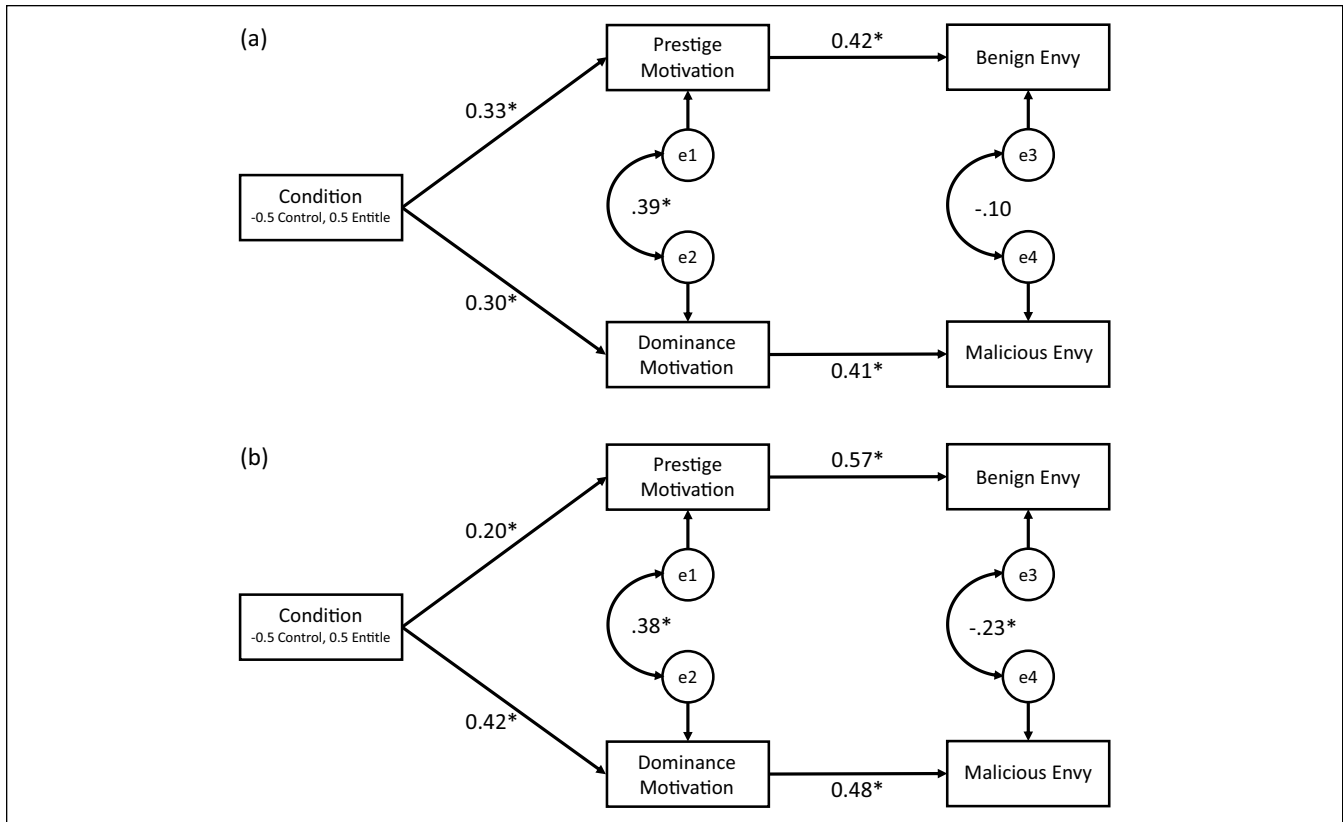 (a)
Prestige
Motivation
0.42*
Benign Envy
0.33*
e1
e3
Condition
-0.5 Control, 0.5 Entitle
.39*
-.10
e2
e4
0.30*
Dominance
Motivation
0.41*
Malicious Envy
(b)
Prestige
Motivation
0.57*
Benign Envy
0.20*
e1
e3
Condition
-0.5 Control, 0.5 Entitle
.38*
-.23*
e2
e4
0.42*
Dominance
Motivation
0.48*
Malicious Envy